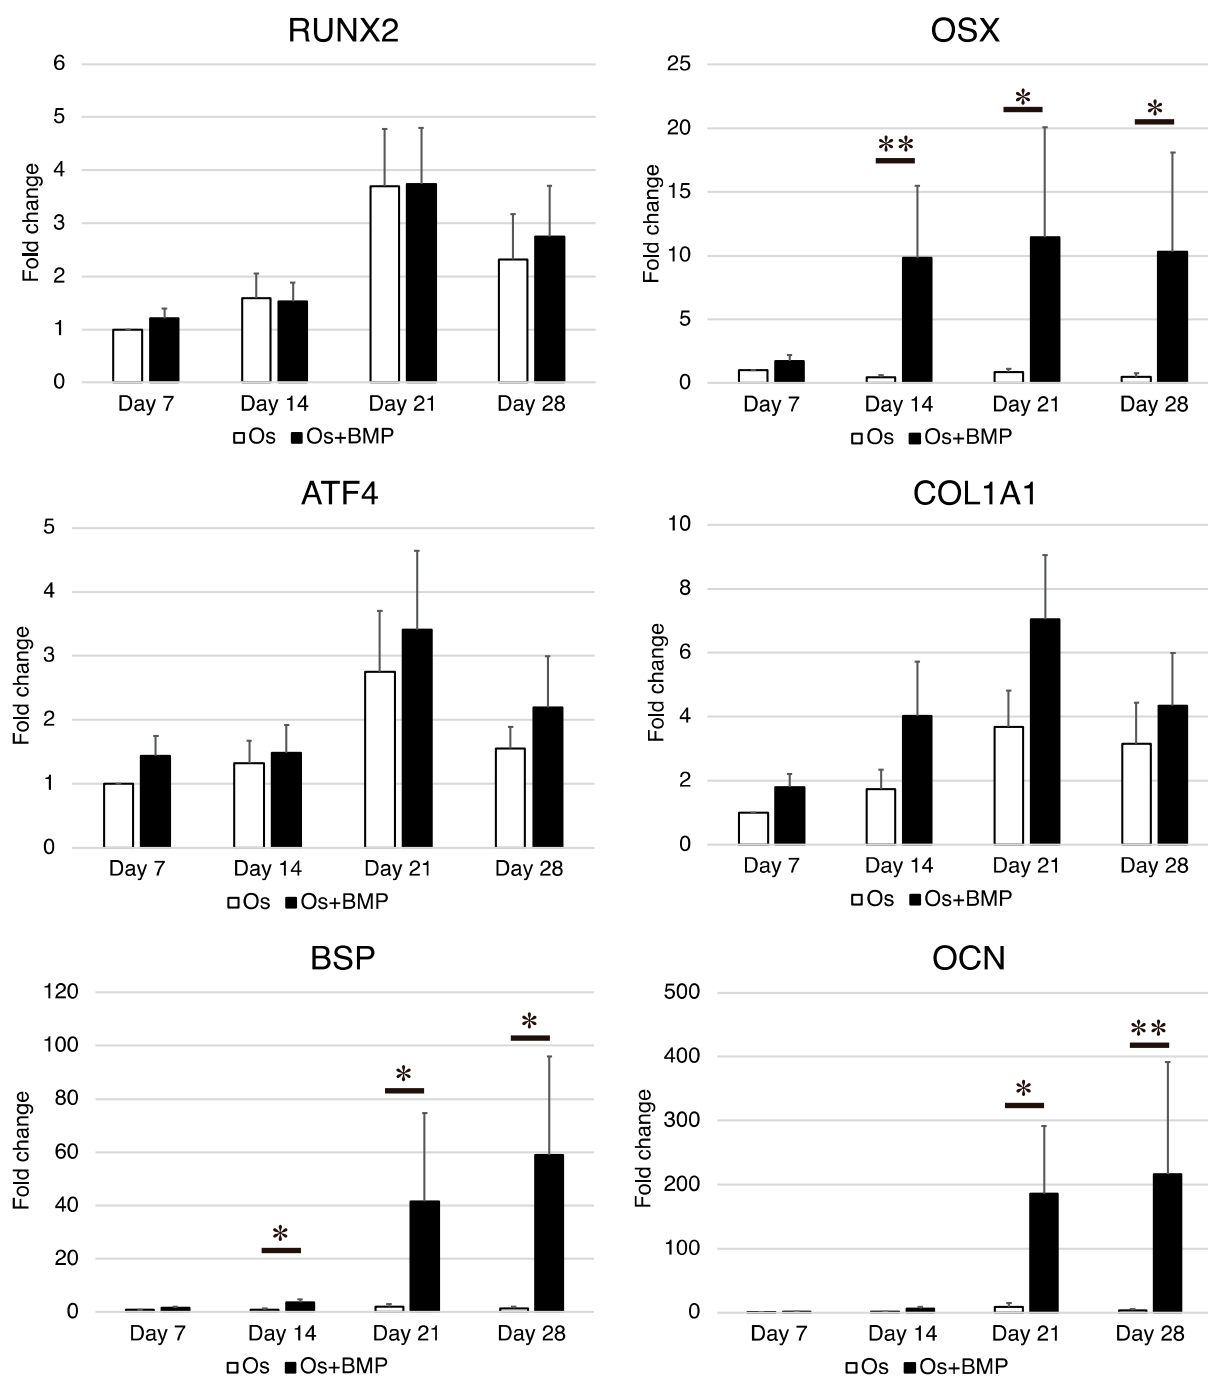 RUNX2
6
5
4
3
2
1
0
Fold change
Day 7 Day 14 Day 21 Day 28
Os Os+BMP
OSX
25
20
15
10
5
0
Fold change
** * *
Day 7 Day 14 Day 21 Day 28
Os Os+BMP
ATF4
5
4
3
2
1
0
Fold change
Day 7 Day 14 Day 21 Day 28
Os Os+BMP
COL1A1
10
8
6
4
2
0
Fold change
Day 7 Day 14 Day 21 Day 28
Os Os+BMP
BSP
120
100
80
60
40
20
0
Fold change
* * *
Day 7 Day 14 Day 21 Day 28
Os Os+BMP
OCN
500
400
300
200
100
0
Fold change
* **
Day 7 Day 14 Day 21 Day 28
Os Os+BMP